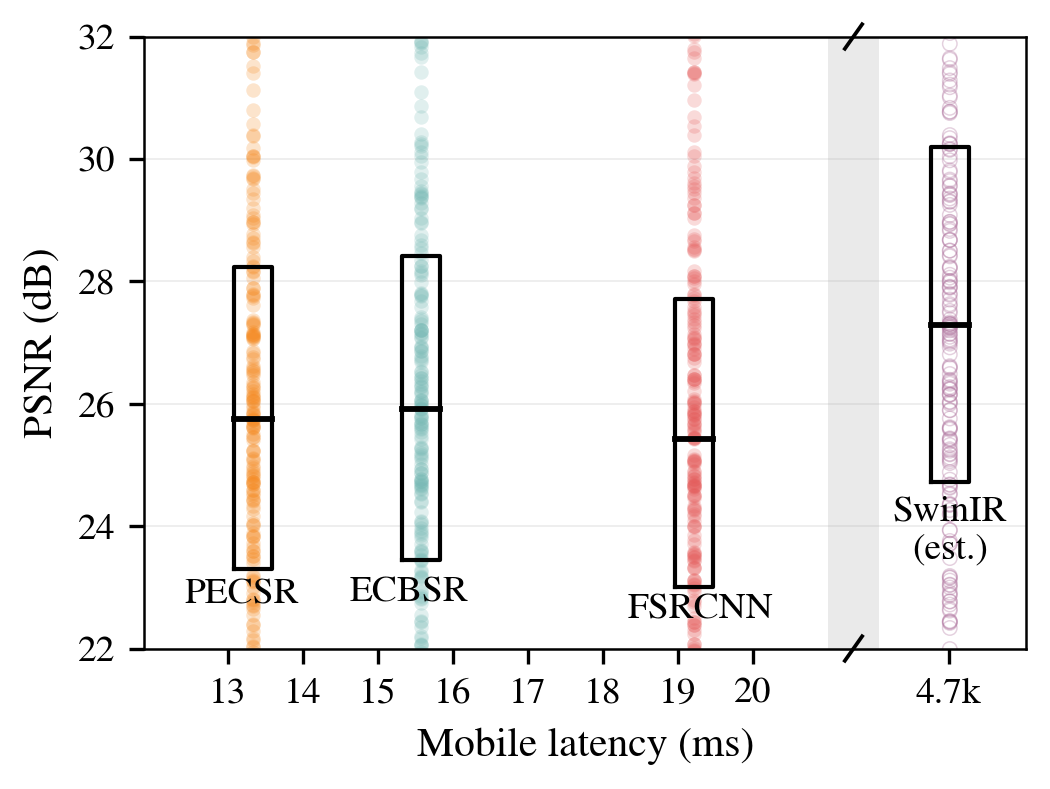 PSNR (dB)
32
30
28
26
24
22
PECSR
ECBSR
FSRCNN
SwinIR
(est.)
13 14 15 16 17 18 19 20 4.7k
Mobile latency (ms)